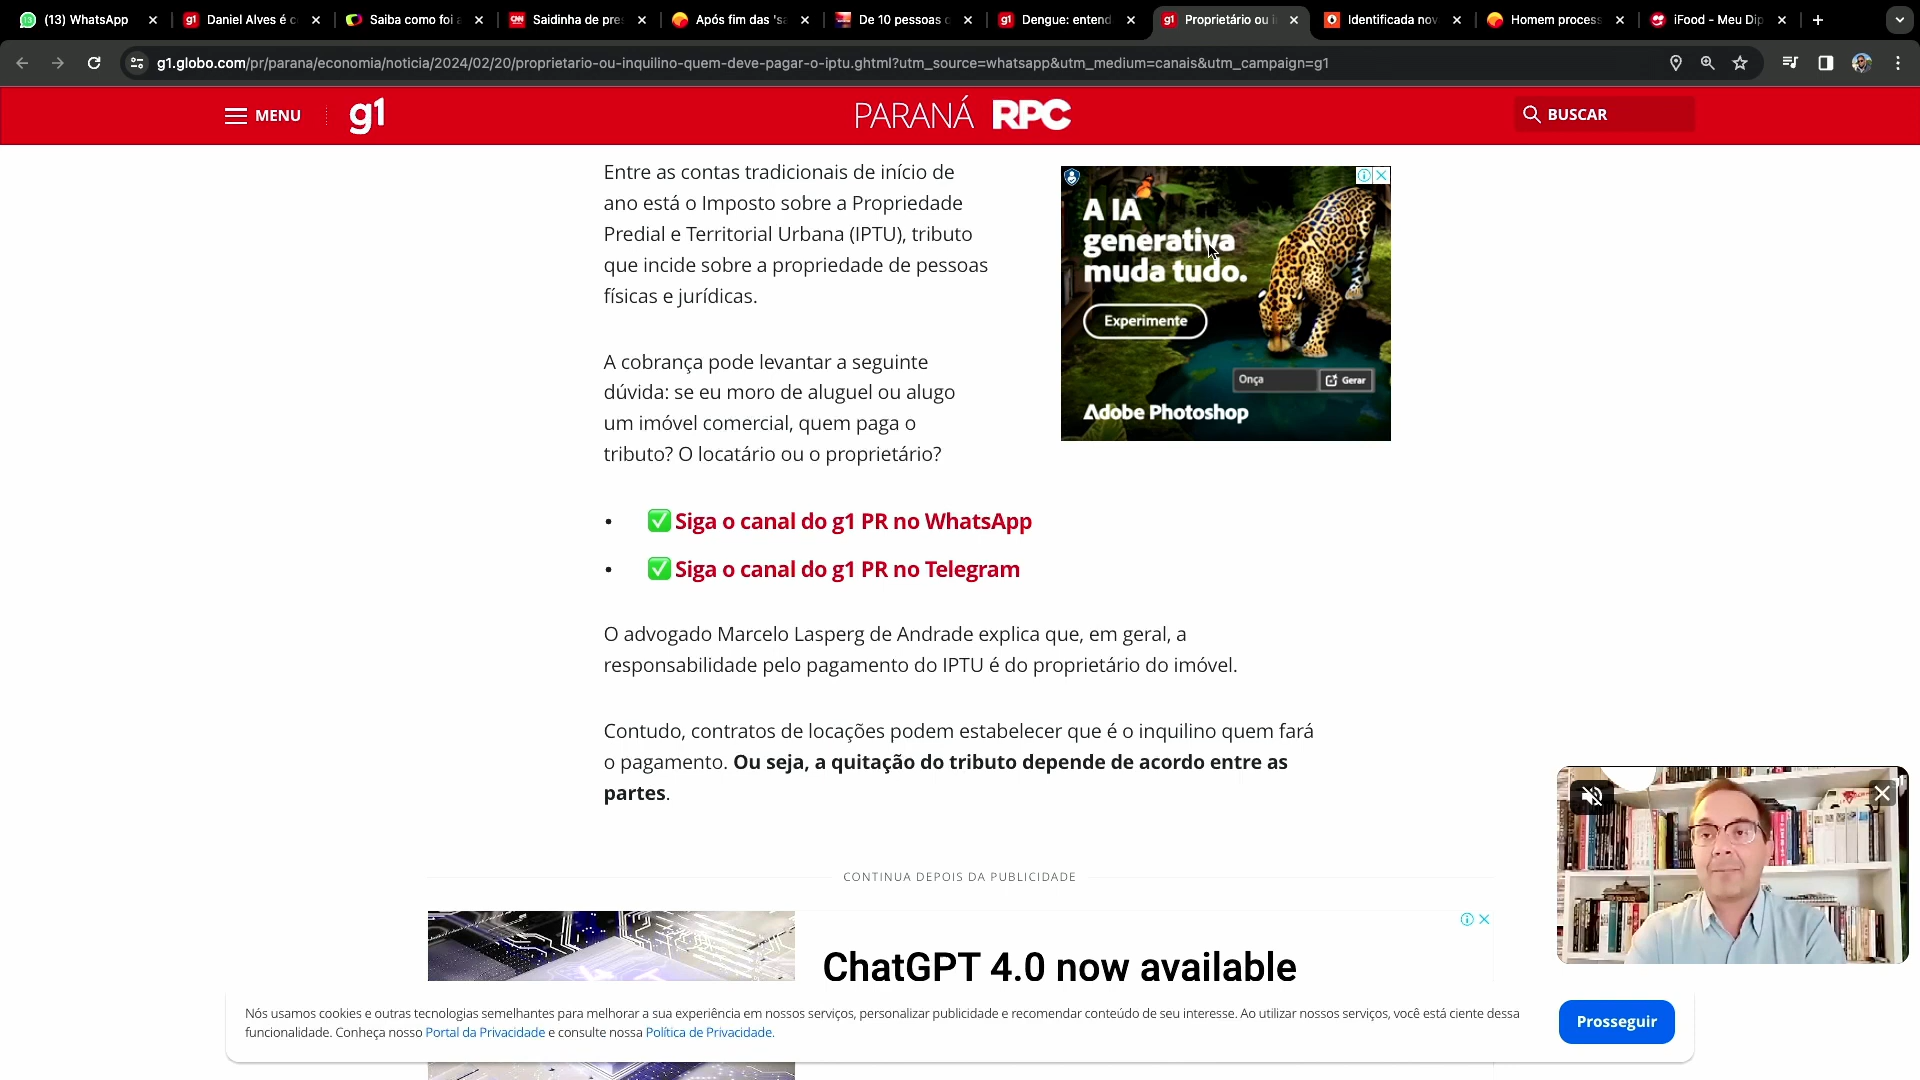 (13) WhatsApp
Daniel Alves é c
Saiba como foi a
Saidinha de pre
Após fim das 's
De 10 pessoas
Dengue: entend
Proprietário ou i
Identificada nov
Homem process
iFood - Meu Dip
g1.globo.com/pr/parana/economia/noticia/2024/02/20/proprietario-ou-inquilino-quem-deve-pagar-o-iptu.ghtml?utm_source=whatsapp&utm_medium=canais&utm_campaign=g1
MENU
g1
PARANÁ RPC
BUSCAR
Entre as contas tradicionais de início de
ano está o Imposto sobre a Propriedade
Predial e Territorial Urbana (IPTU), tributo
que incide sobre a propriedade de pessoas
físicas e jurídicas.
A IA
generativa
muda tudo.
Experimente
Onça
Gerar
Adobe Photoshop
A cobrança pode levantar a seguinte
dúvida: se eu moro de aluguel ou alugo
um imóvel comercial, quem paga o
tributo? O locatário ou o proprietário?
• ✅ Siga o canal do g1 PR no WhatsApp
• ✅ Siga o canal do g1 PR no Telegram
O advogado Marcelo Lasperg de Andrade explica que, em geral, a
responsabilidade pelo pagamento do IPTU é do proprietário do imóvel.
Contudo, contratos de locações podem estabelecer que é o inquilino quem fará
o pagamento. Ou seja, a quitação do tributo depende de acordo entre as
partes.
CONTINUA DEPOIS DA PUBLICIDADE
ChatGPT 4.0 now available
Nós usamos cookies e outras tecnologias semelhantes para melhorar a sua experiência em nossos serviços, personalizar publicidade e recomendar conteúdo de seu interesse. Ao utilizar nossos serviços, você está ciente dessa
funcionalidade. Conheça nosso Portal da Privacidade e consulte nossa Política de Privacidade.
Prosseguir